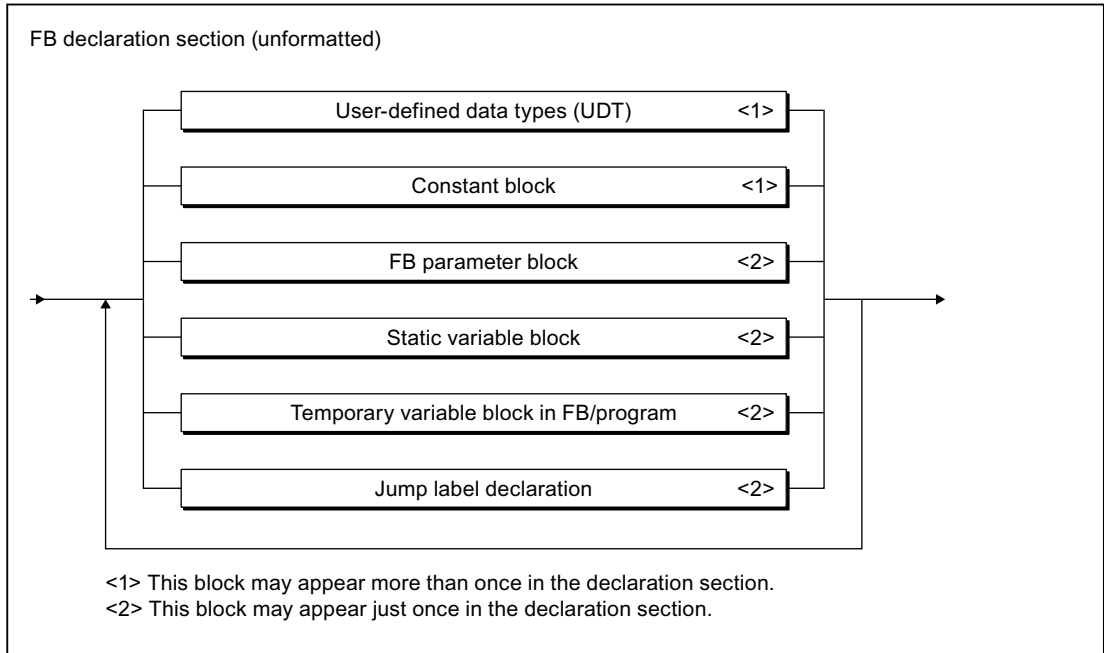 FB declaration section (unformatted)
User-defined data types (UDT) <1>
Constant block <1>
FB parameter block <2>
Static variable block <2>
Temporary variable block in FB/program <2>
Jump label declaration <2>
<1> This block may appear more than once in the declaration section.
<2> This block may appear just once in the declaration section.